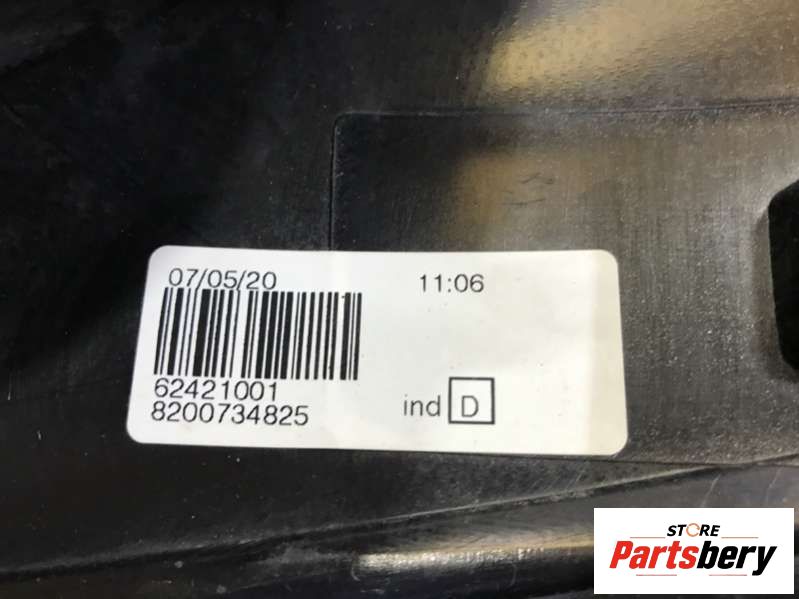 07/05/20 11:06
62421001
8200734825
ind D
STORE
Partsbery